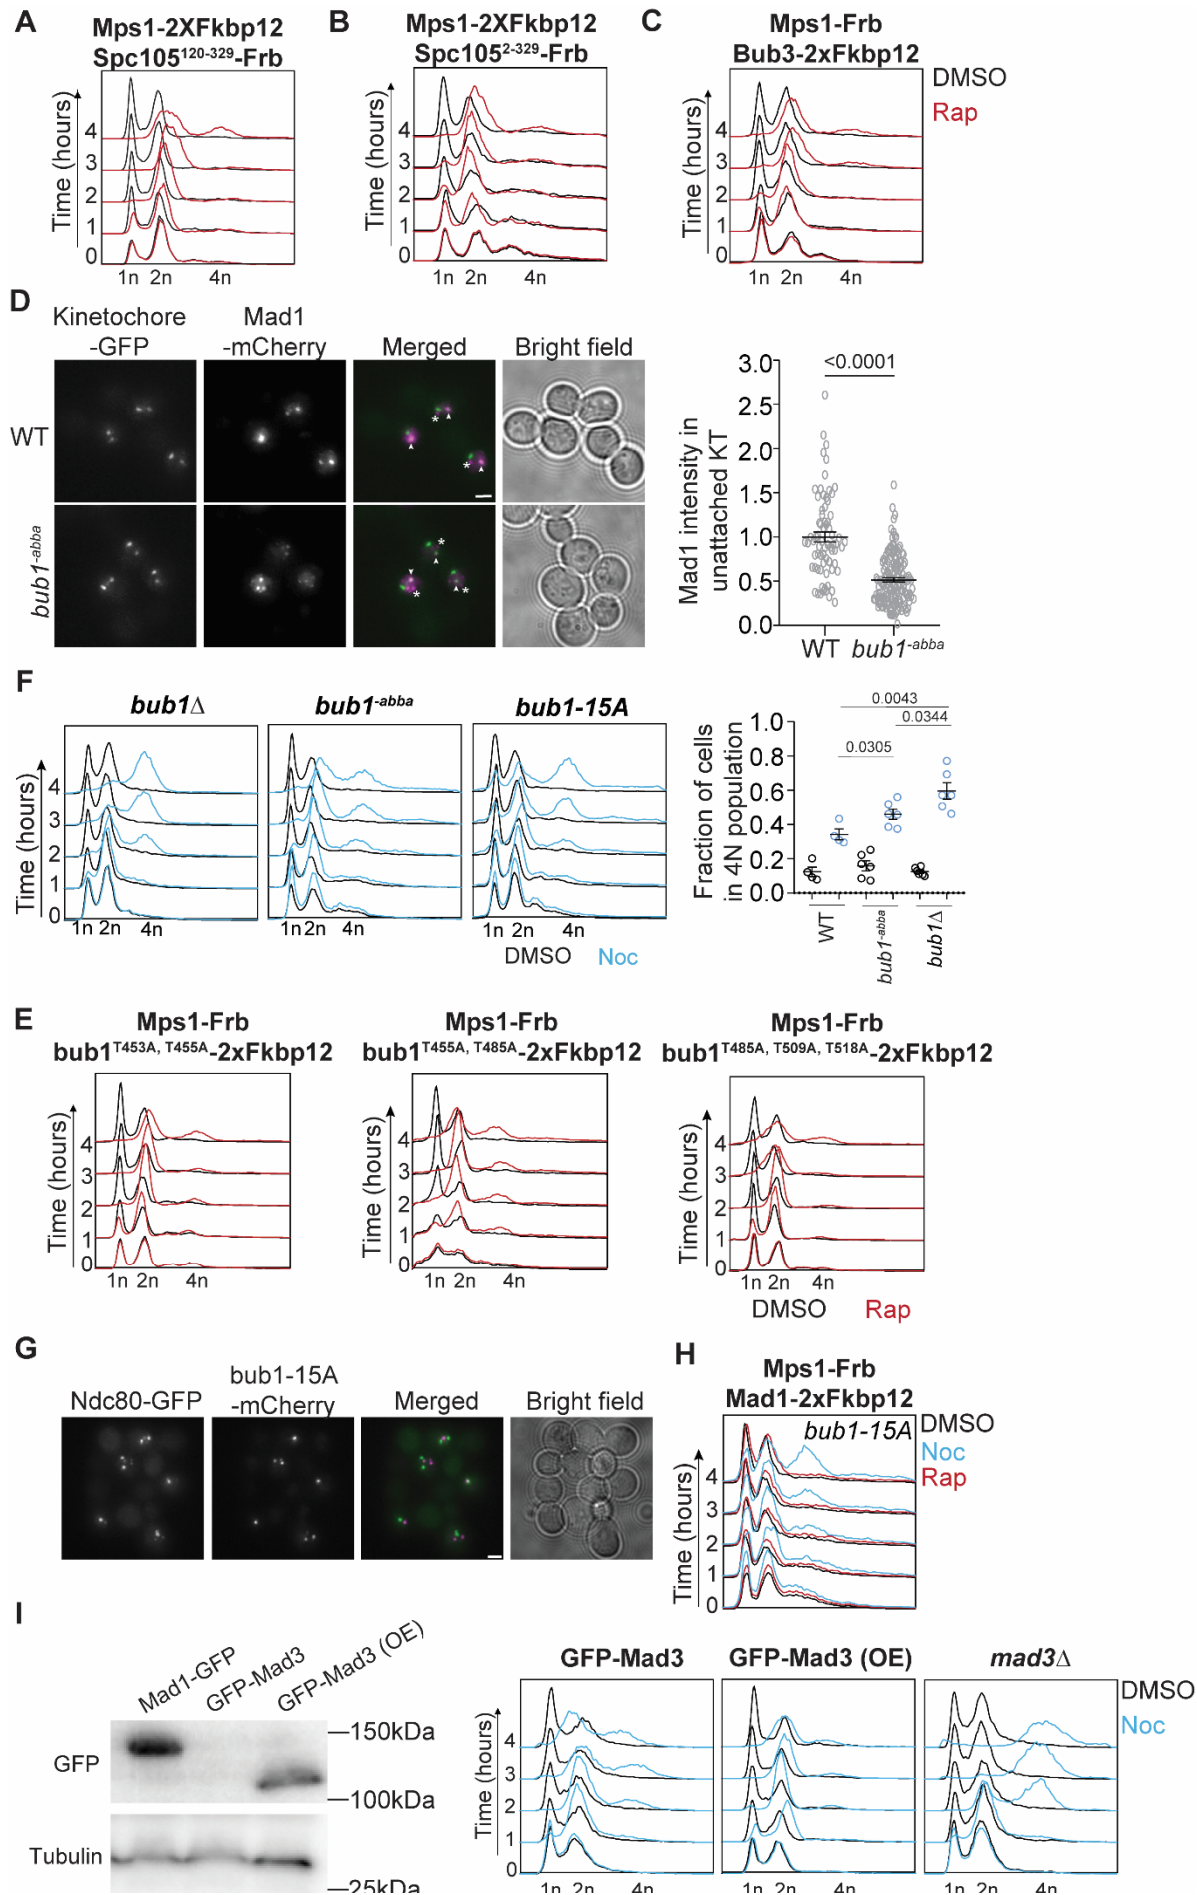 A
Mps1-2XFkbp12
Spc105120-329-Frb
Time (hours)
4
3
2
1
0
1n 2n 4n
B
Mps1-2XFkbp12
Spc1052-329-Frb
Time (hours)
4
3
2
1
0
1n 2n 4n
C
Mps1-Frb
Bub3-2xFkbp12
DMSO
Rap
Time (hours)
4
3
2
1
0
1n 2n 4n
D
Kinetochore
-GFP
Mad1
-mCherry
Merged
Bright field
WT
* *
bub1-abba
* * *
Mad1 intensity in
unattached KT
3.0
2.5
2.0
1.5
1.0
0.5
0.0
<0.0001
WT bub1-abba
F
bub1Δ
bub1-abba
bub1-15A
Time (hours)
4
3
2
1
0
1n 2n 4n
1n 2n 4n
1n 2n 4n
DMSO Noc
Fraction of cells
in 4N population
1.0
0.8
0.6
0.4
0.2
0.0
0.0043
0.0344
0.0305
WT
bub1-abba
bub1Δ
E
Mps1-Frb
bub1T453A, T455A-2xFkbp12
Time (hours)
4
3
2
1
0
1n 2n 4n
Mps1-Frb
bub1T455A, T485A-2xFkbp12
Time (hours)
4
3
2
1
0
1n 2n 4n
Mps1-Frb
bub1T485A, T509A, T518A-2xFkbp12
Time (hours)
4
3
2
1
0
1n 2n 4n
DMSO Rap
G
Ndc80-GFP
bub1-15A
-mCherry
Merged
Bright field
H
Mps1-Frb
Mad1-2xFkbp12
bub1-15A
DMSO
Noc
Rap
Time (hours)
4
3
2
1
0
I
Mad1-GFP
GFP-Mad3
GFP-Mad3 (OE)
GFP
—150kDa
—100kDa
Tubulin
—25kDa
GFP-Mad3
GFP-Mad3 (OE)
mad3Δ
DMSO
Noc
Time (hours)
4
3
2
1
0
1n 2n 4n
1n 2n 4n
1n 2n 4n